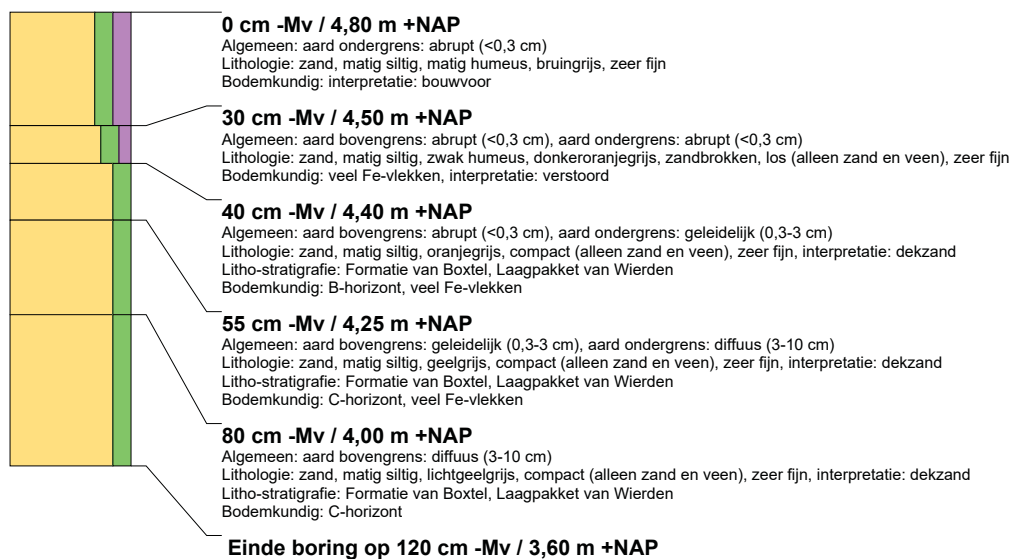 0 cm -Mv / 4,80 m +NAP
Algemeen: aard ondergrens: abrupt (<0,3 cm)
Lithologie: zand, matig siltig, matig humeus, bruingrijs, zeer fijn
Bodemkundig: interpretatie: bouwvoor
30 cm -Mv / 4,50 m +NAP
Algemeen: aard bovengrens: abrupt (<0,3 cm), aard ondergrens: abrupt (<0,3 cm)
Lithologie: zand, matig siltig, zwak humeus, donkeroranjegrijs, zandbrokken, los (alleen zand en veen), zeer fijn
Bodemkundig: veel Fe-vlekken, interpretatie: verstoord
40 cm -Mv / 4,40 m +NAP
Algemeen: aard bovengrens: abrupt (<0,3 cm), aard ondergrens: geleidelijk (0,3-3 cm)
Lithologie: zand, matig siltig, oranjegrijs, compact (alleen zand en veen), zeer fijn, interpretatie: dekzand
Litho-stratigrafie: Formatie van Boxtel, Laagpakket van Wierden
Bodemkundig: B-horizont, veel Fe-vlekken
55 cm -Mv / 4,25 m +NAP
Algemeen: aard bovengrens: geleidelijk (0,3-3 cm), aard ondergrens: diffuus (3-10 cm)
Lithologie: zand, matig siltig, geelgrijs, compact (alleen zand en veen), zeer fijn, interpretatie: dekzand
Litho-stratigrafie: Formatie van Boxtel, Laagpakket van Wierden
Bodemkundig: C-horizont, veel Fe-vlekken
80 cm -Mv / 4,00 m +NAP
Algemeen: aard bovengrens: diffuus (3-10 cm)
Lithologie: zand, matig siltig, lichtgeelgrijs, compact (alleen zand en veen), zeer fijn, interpretatie: dekzand
Litho-stratigrafie: Formatie van Boxtel, Laagpakket van Wierden
Bodemkundig: C-horizont
Einde boring op 120 cm -Mv / 3,60 m +NAP